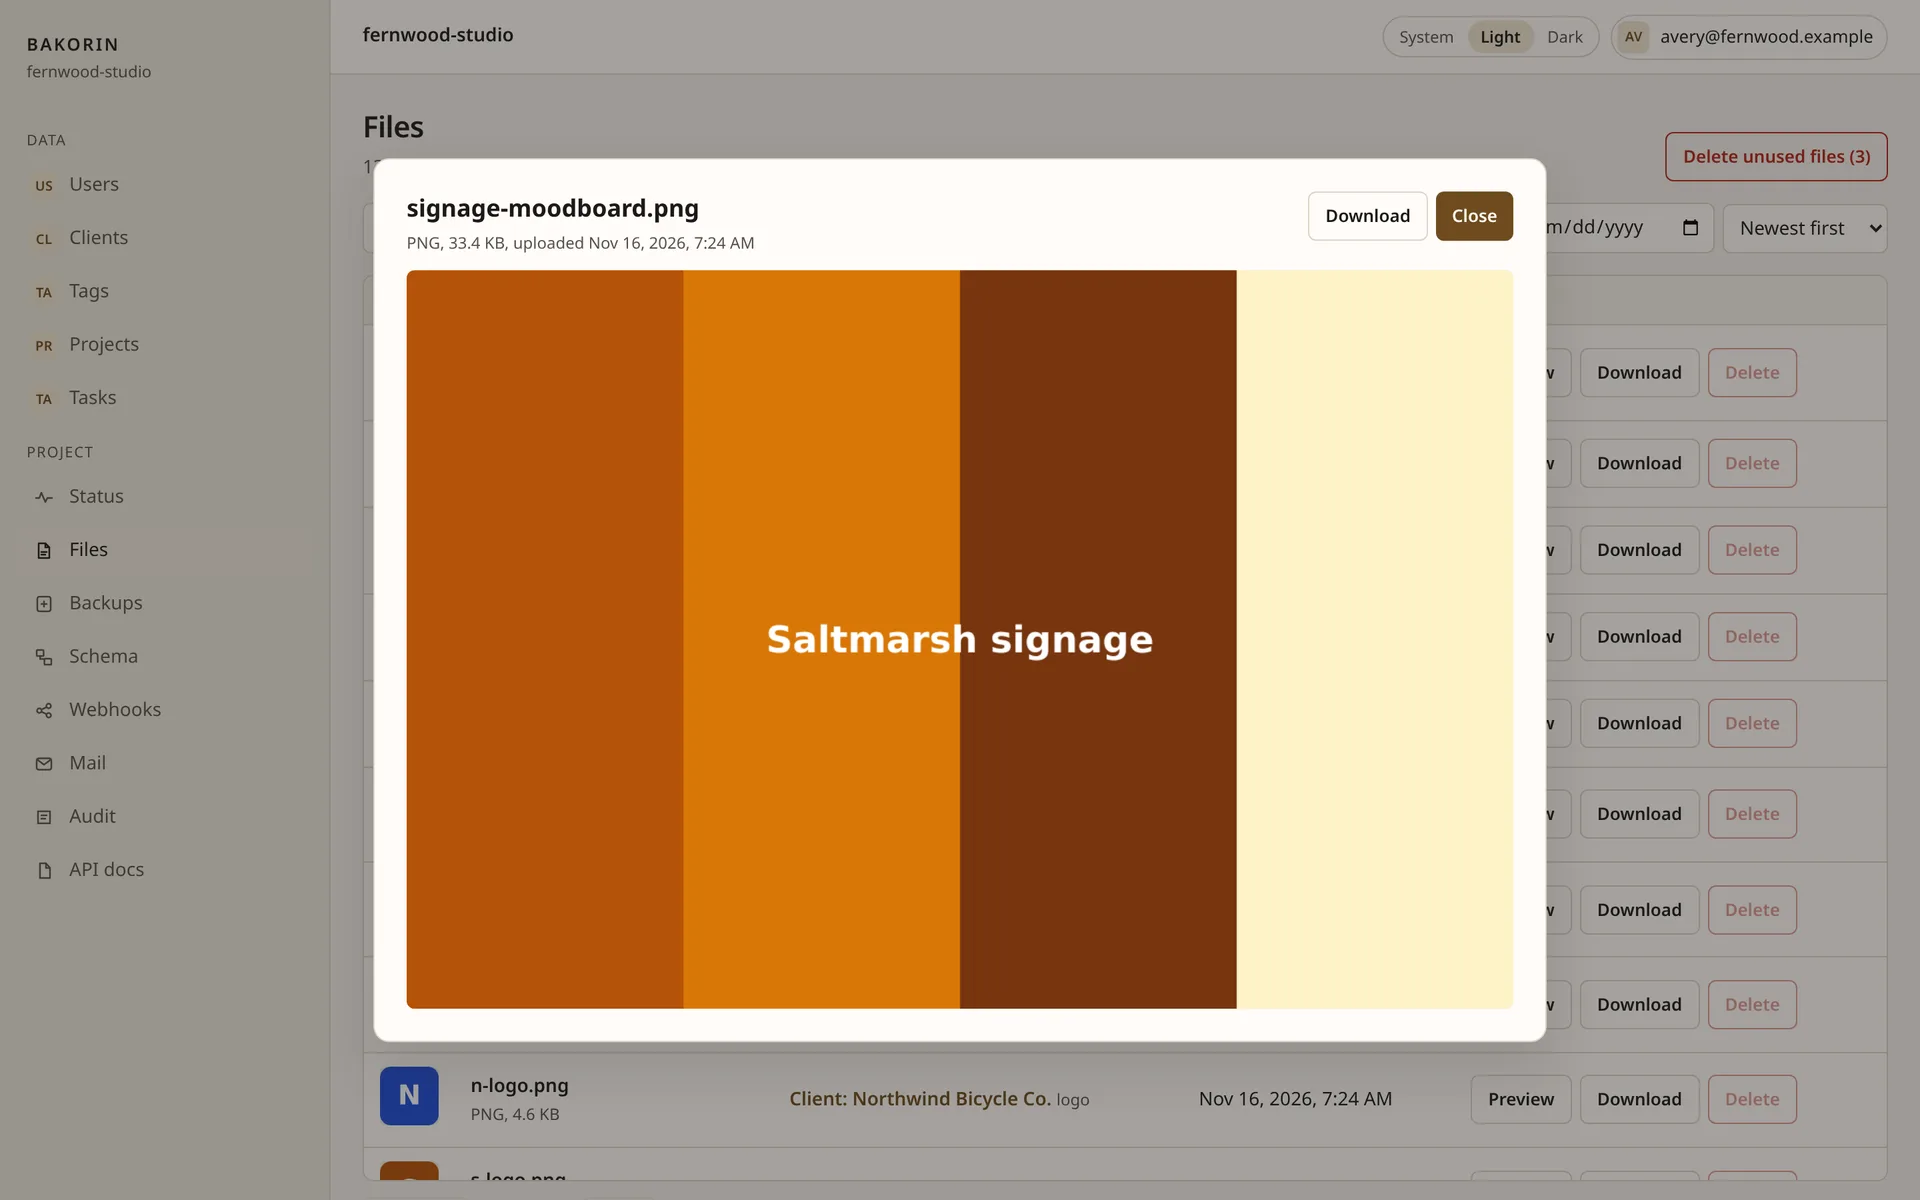 BAKORIN
fernwood-studio
DATA
US Users
CL Clients
TA Tags
PR Projects
TA Tasks
PROJECT
Status
Files
Backups
Schema
Webhooks
Mail
Audit
API docs
fernwood-studio
System Light Dark
AV avery@fernwood.example
Files
Delete unused files (3)
/dd/yyyy
Newest first
signage-moodboard.png
PNG, 33.4 KB, uploaded Nov 16, 2026, 7:24 AM
Download Close
Saltmarsh signage
Download Delete
Download Delete
Download Delete
Download Delete
Download Delete
Download Delete
Download Delete
Download Delete
N
n-logo.png
PNG, 4.6 KB
Client: Northwind Bicycle Co. logo
Nov 16, 2026, 7:24 AM
Preview Download Delete
s-logo.png